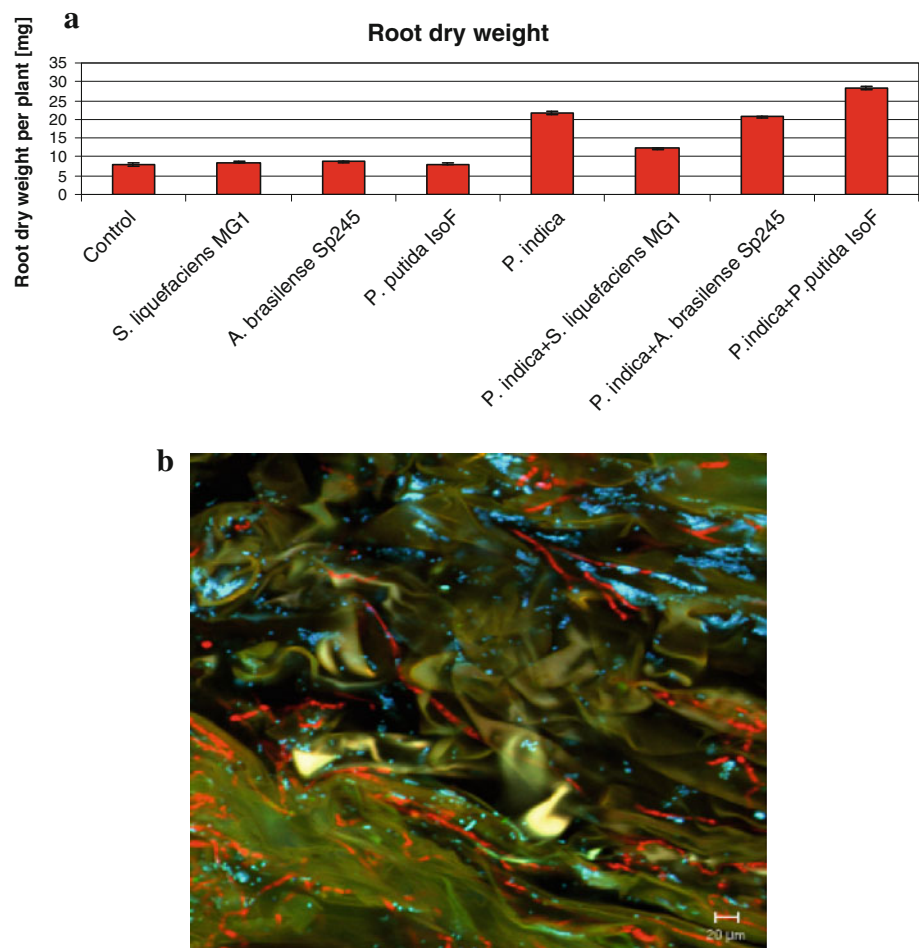 a
Root dry weight
Root dry weight per plant [mg]
35
30
25
20
15
10
5
0
Control
S. liquefaciens MG1
A. brasilense Sp245
P. putida IsoF
P. indica
P. indica+S. liquefaciens MG1
P. indica+A. brasilense Sp245
P.indica+P.putida IsoF
b
20 µm